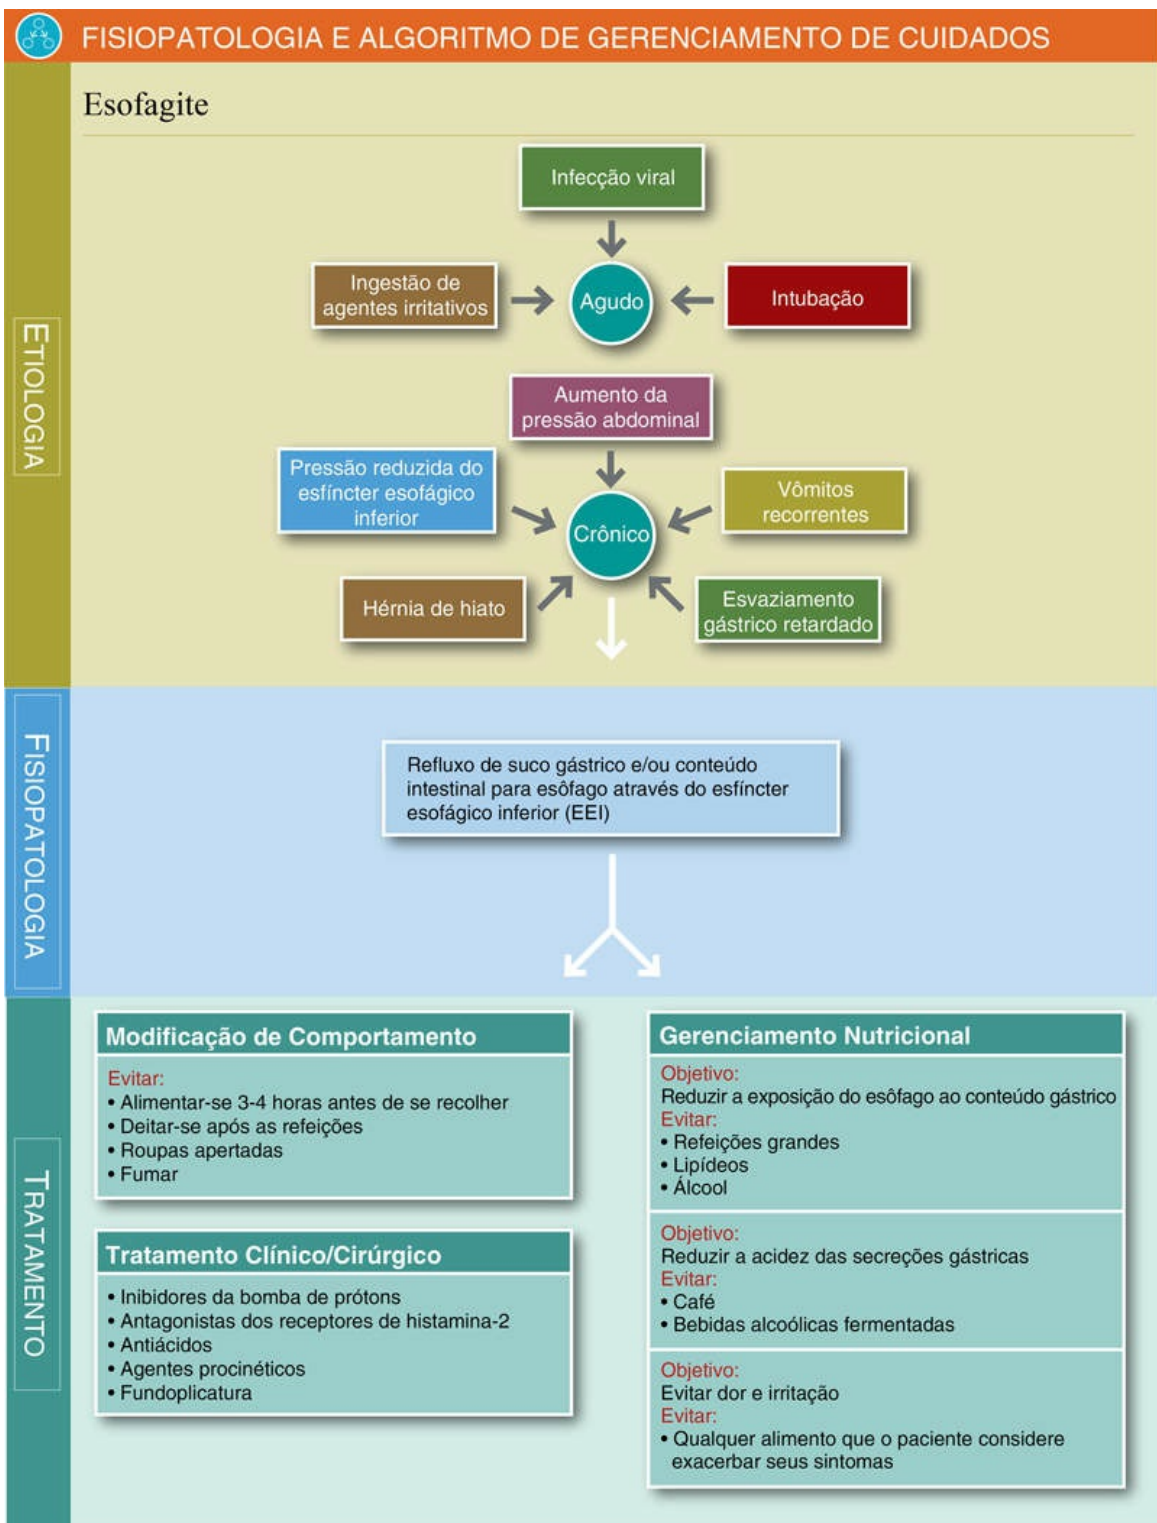 FISIOPATOLOGIA E ALGORITMO DE GERENCIAMENTO DE CUIDADOS
Esofagite
ETIOLOGIA
Infecção viral
Ingestão de
agentes irritativos
Agudo
Intubação
Aumento da
pressão abdominal
Pressão reduzida do
esfíncter esofágico
inferior
Vômitos
recorrentes
Crônico
Hérnia de hiato
Esvaziamento
gástrico retardado
FISIOPATOLOGIA
Refluxo de suco gástrico e/ou conteúdo
intestinal para esôfago através do esfíncter
esofágico inferior (EEI)
TRATAMENTO
Modificação de Comportamento
Evitar:
• Alimentar-se 3-4 horas antes de se recolher
• Deitar-se após as refeições
• Roupas apertadas
• Fumar
Tratamento Clínico/Cirúrgico
• Inibidores da bomba de prótons
• Antagonistas dos receptores de histamina-2
• Antiácidos
• Agentes procinéticos
• Fundoplicatura
Gerenciamento Nutricional
Objetivo:
Reduzir a exposição do esôfago ao conteúdo gástrico
Evitar:
• Refeições grandes
• Lipídeos
• Álcool
Objetivo:
Reduzir a acidez das secreções gástricas
Evitar:
• Café
• Bebidas alcoólicas fermentadas
Objetivo:
Evitar dor e irritação
Evitar:
• Qualquer alimento que o paciente considere
exacerbar seus sintomas